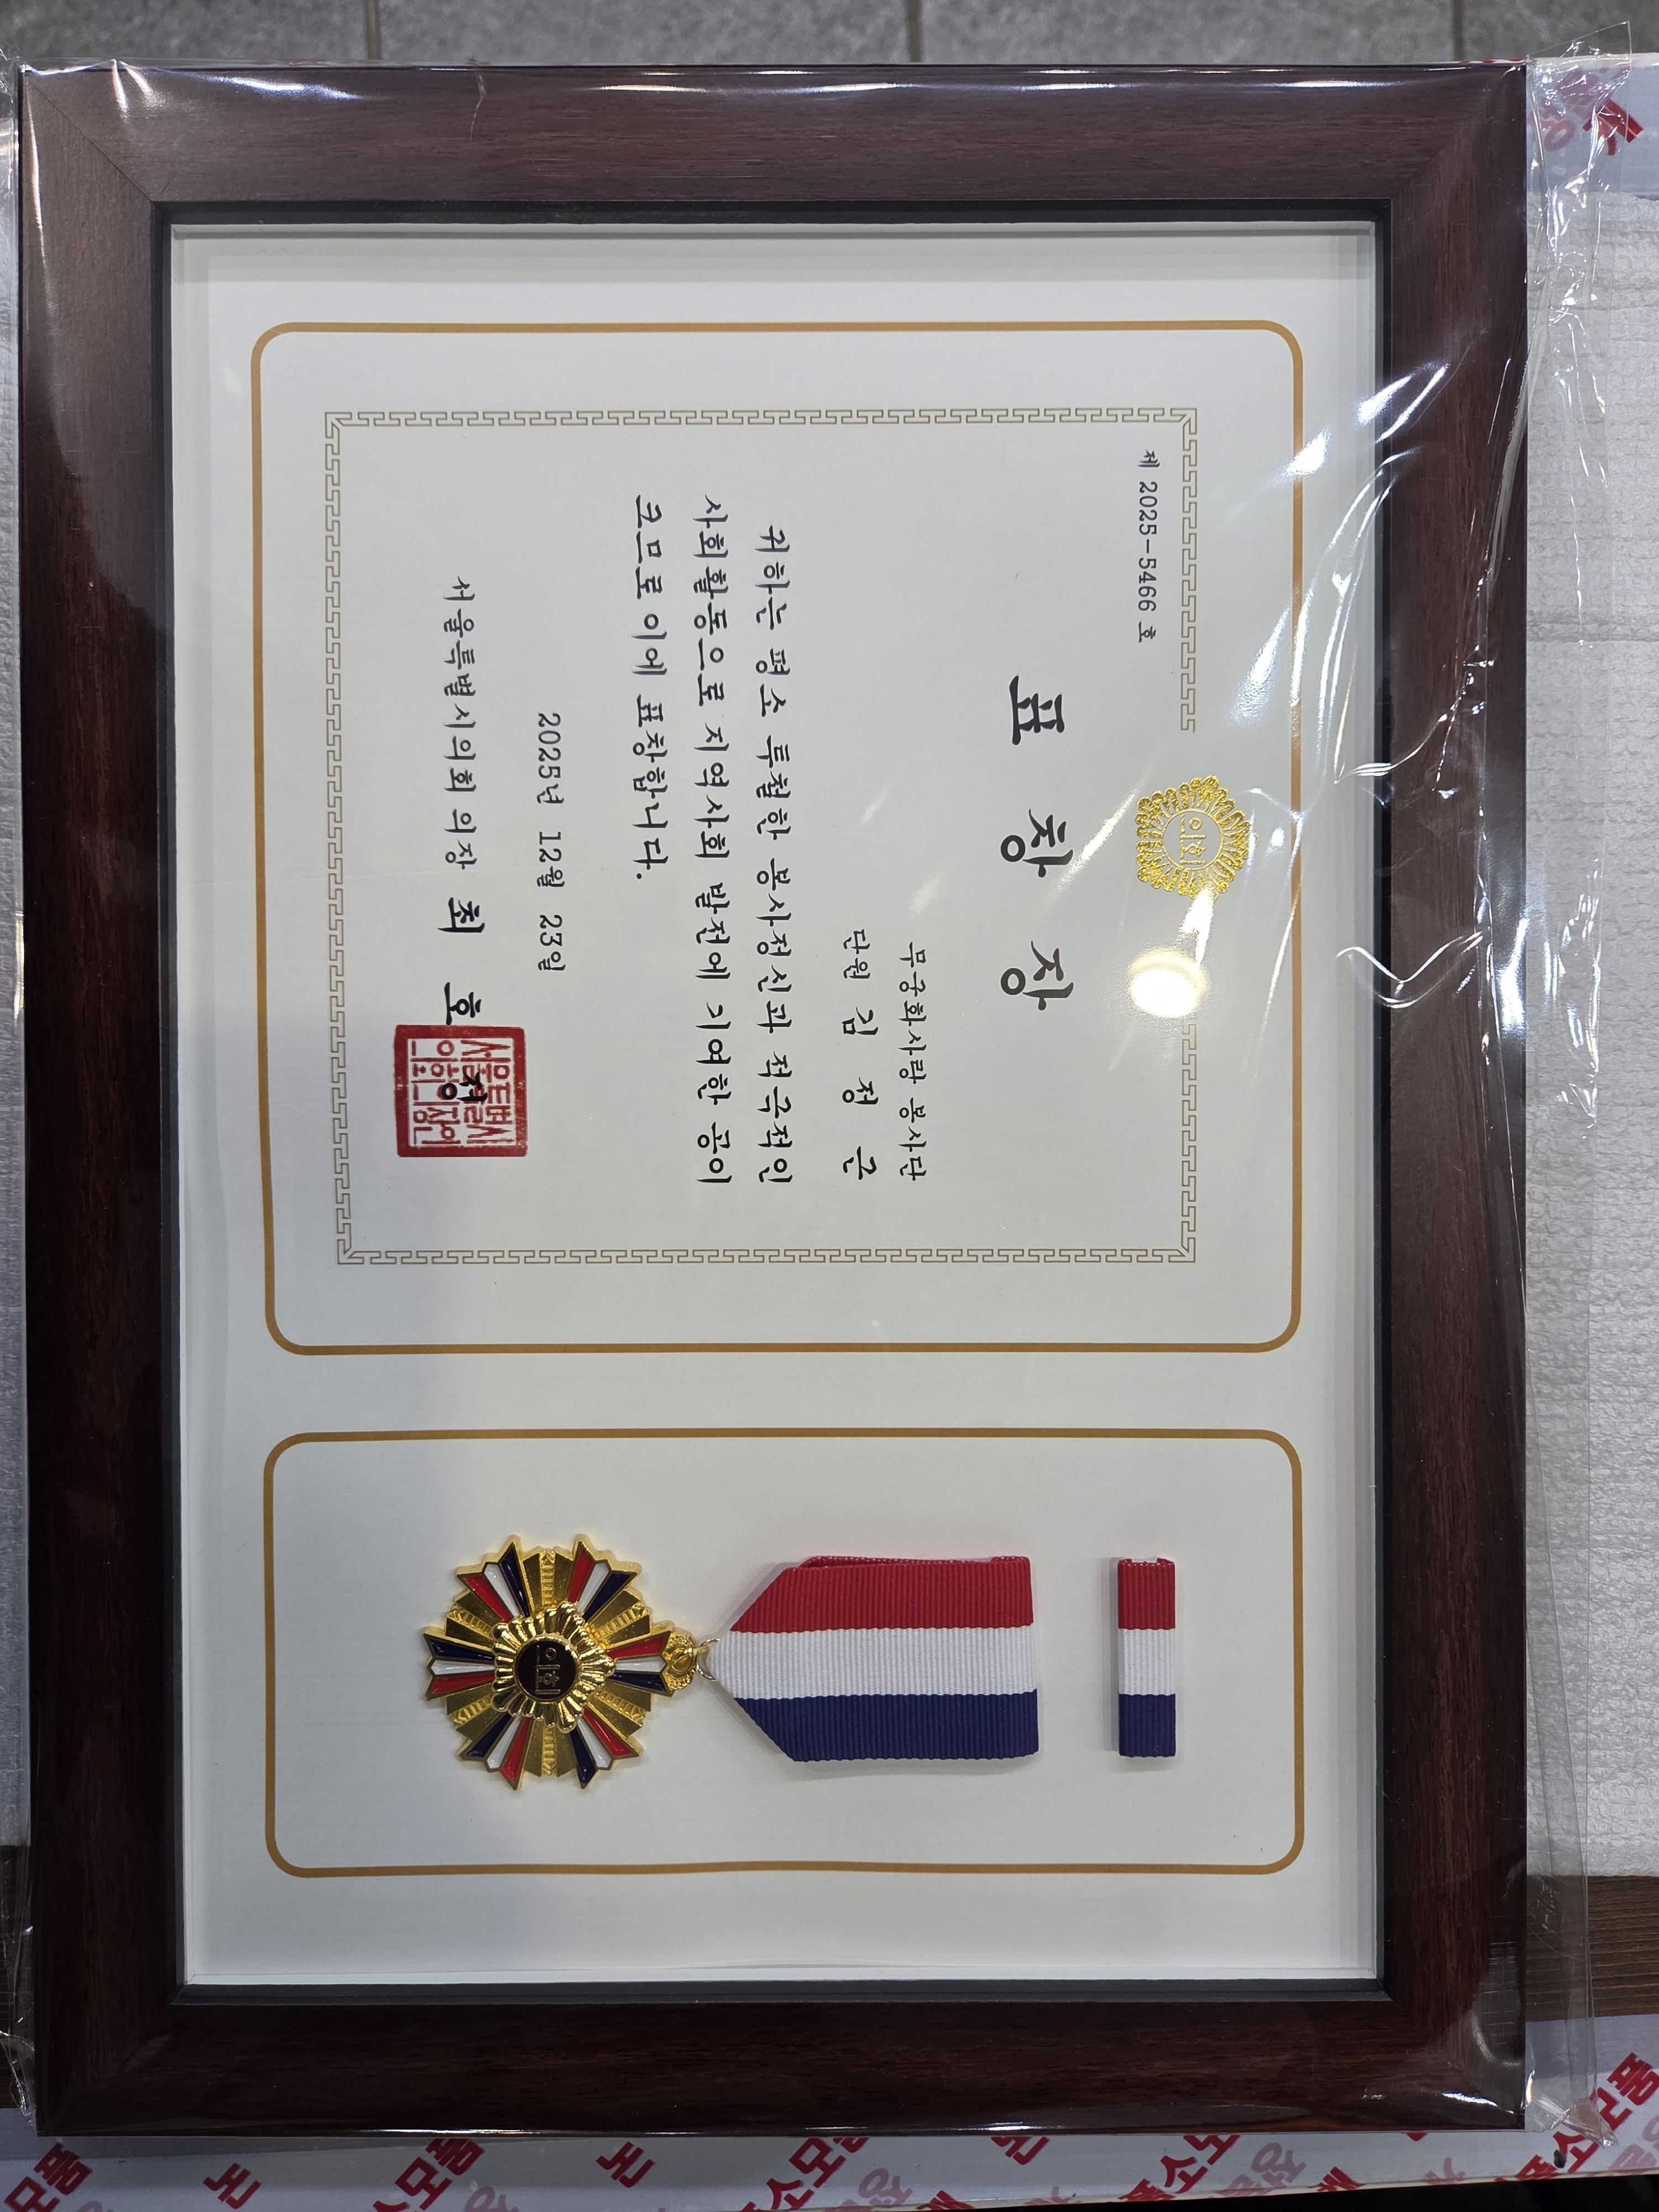 제 2025-5466 호
의회
표 창 장
무궁화사랑 봉사단
단원 김 정 근
귀하는 평소 투철한 봉사정신과 적극적인
사회활동으로 지역사회 발전에 기여한 공이
크므로 이에 표창합니다.
2025년 12월 23일
서울특별시의회 의장 최 호 정
서울특별시의회의장인
의회